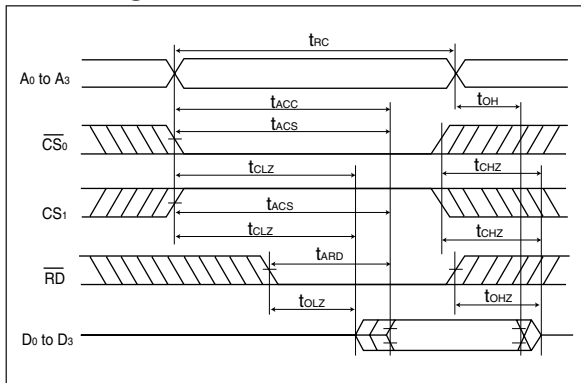 tRC
A0 to A3
tACC
tOH
tACS
CS0
tCLZ
tCHZ
tACS
CS1
tCLZ
tCHZ
tARD
RD
tOLZ
tOHZ
D0 to D3